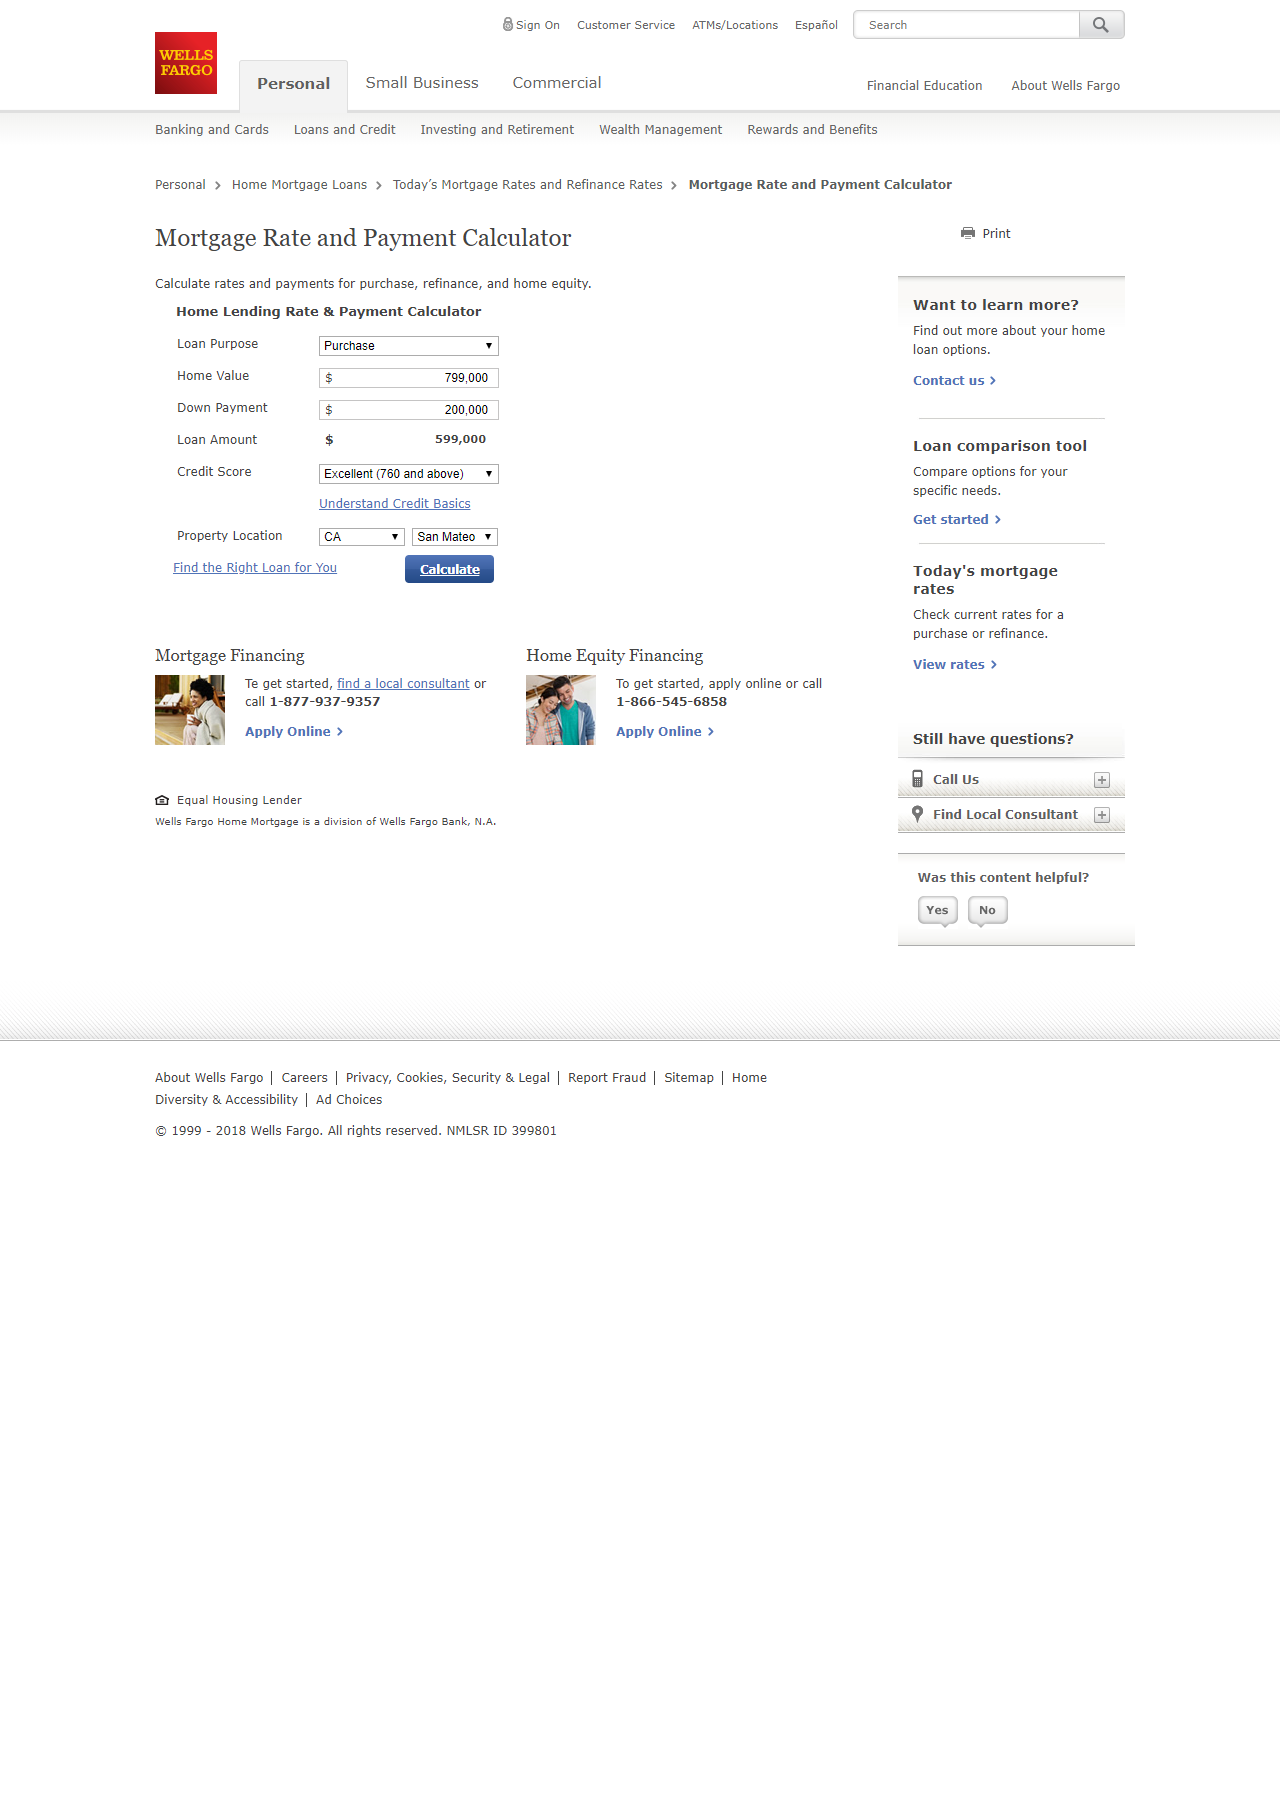 Sign On Customer Service ATMs/Locations Español Search
WELLS
FARGO
Personal Small Business Commercial Financial Education About Wells Fargo
Banking and Cards Loans and Credit Investing and Retirement Wealth Management Rewards and Benefits
Personal Home Mortgage Loans Today’s Mortgage Rates and Refinance Rates Mortgage Rate and Payment Calculator
Mortgage Rate and Payment Calculator
Print
Calculate rates and payments for purchase, refinance, and home equity.
Home Lending Rate & Payment Calculator
Loan Purpose Purchase
Home Value $ 799,000
Down Payment $ 200,000
Loan Amount $ 599,000
Credit Score Excellent (760 and above)
Understand Credit Basics
Property Location CA San Mateo
Find the Right Loan for You Calculate
Want to learn more?
Find out more about your home
loan options.
Contact us
Loan comparison tool
Compare options for your
specific needs.
Get started
Today's mortgage
rates
Check current rates for a
purchase or refinance.
View rates
Mortgage Financing
Te get started, find a local consultant or
call 1-877-937-9357
Apply Online
Home Equity Financing
To get started, apply online or call
1-866-545-6858
Apply Online
Still have questions?
Call Us
Find Local Consultant
Was this content helpful?
Yes No
Equal Housing Lender
Wells Fargo Home Mortgage is a division of Wells Fargo Bank, N.A.
About Wells Fargo Careers Privacy, Cookies, Security & Legal Report Fraud Sitemap Home
Diversity & Accessibility Ad Choices
© 1999 - 2018 Wells Fargo. All rights reserved. NMLSR ID 399801